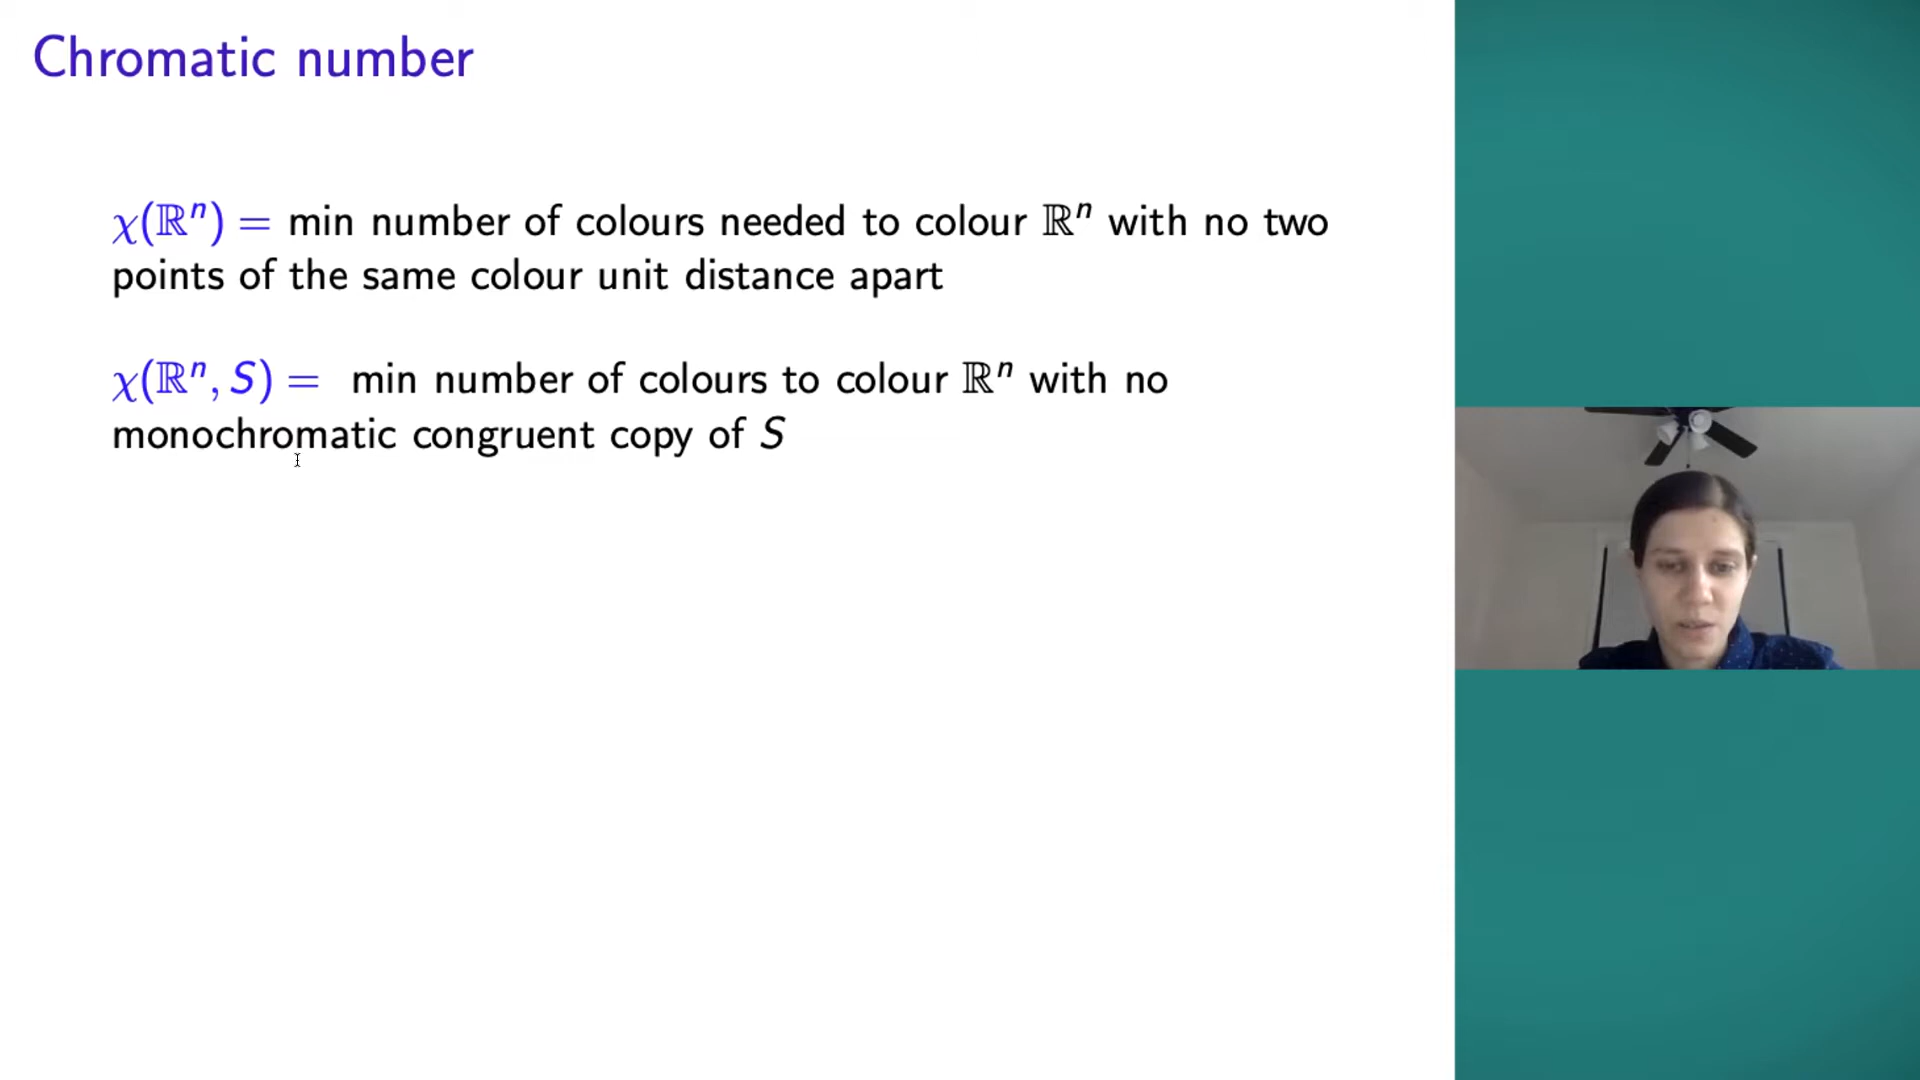 Chromatic number
χ(ℝⁿ) = min number of colours needed to colour ℝⁿ with no two
points of the same colour unit distance apart
χ(ℝⁿ, S) = min number of colours to colour ℝⁿ with no
monochromatic congruent copy of S